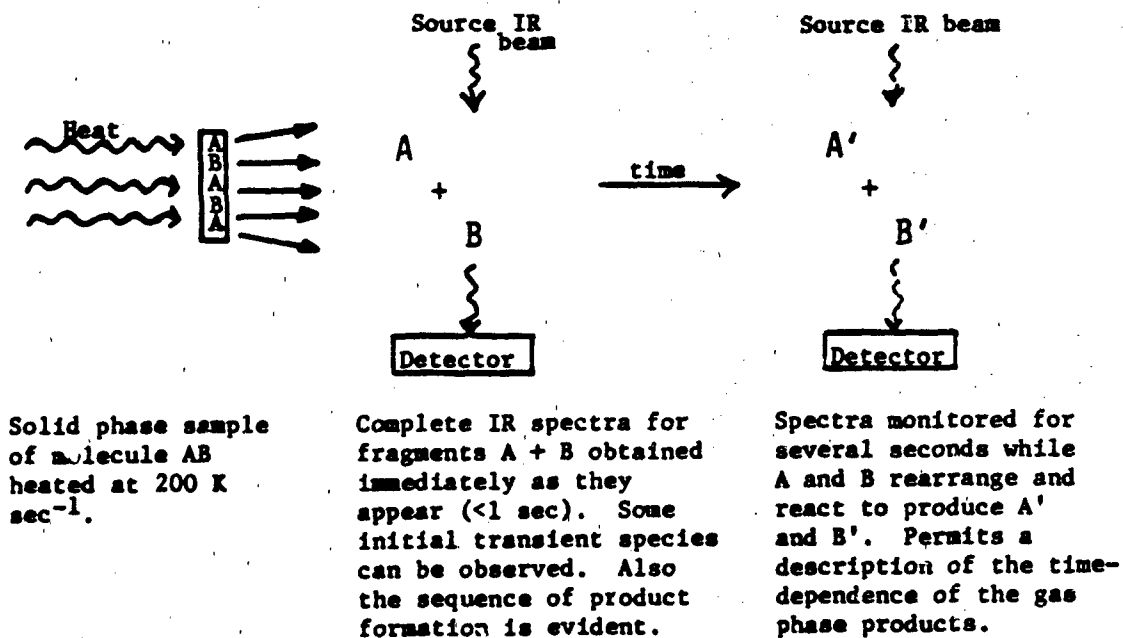 Source IR
beam
Source IR beam
Heat
A
B
A
B
A
A
+
B
time
A'
+
B'
Detector
Detector
Solid phase sample
of molecule AB
heated at 200 K
sec-1.
Complete IR spectra for
fragments A + B obtained
immediately as they
appear (<1 sec). Some
initial transient species
can be observed. Also
the sequence of product
formation is evident.
Spectra monitored for
several seconds while
A and B rearrange and
react to produce A'
and B'. Permits a
description of the time-
dependence of the gas
phase products.